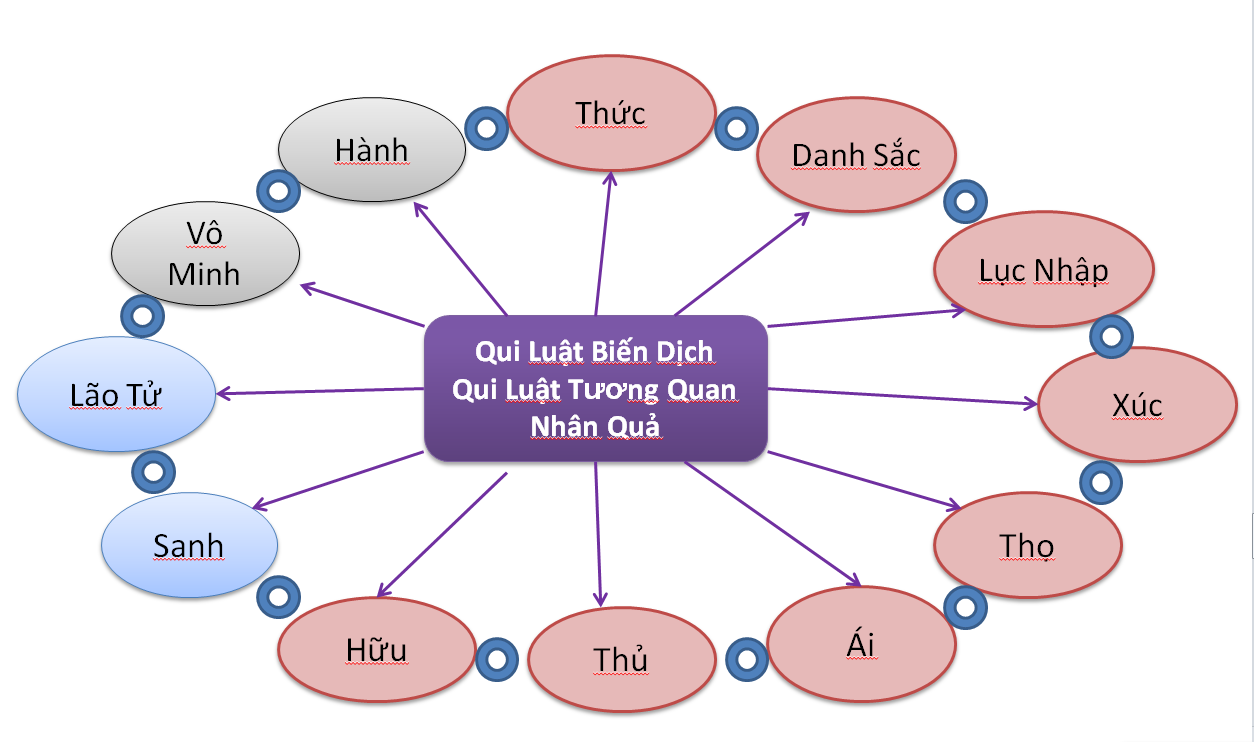 Thức
Hành
Danh Sắc
Vô
Minh
Lục Nhập
Qui Luật Biến Dịch
Qui Luật Tương Quan
Nhân Quả
Lão Tử
Xúc
Sanh
Thọ
Hữu
Thủ
Ái